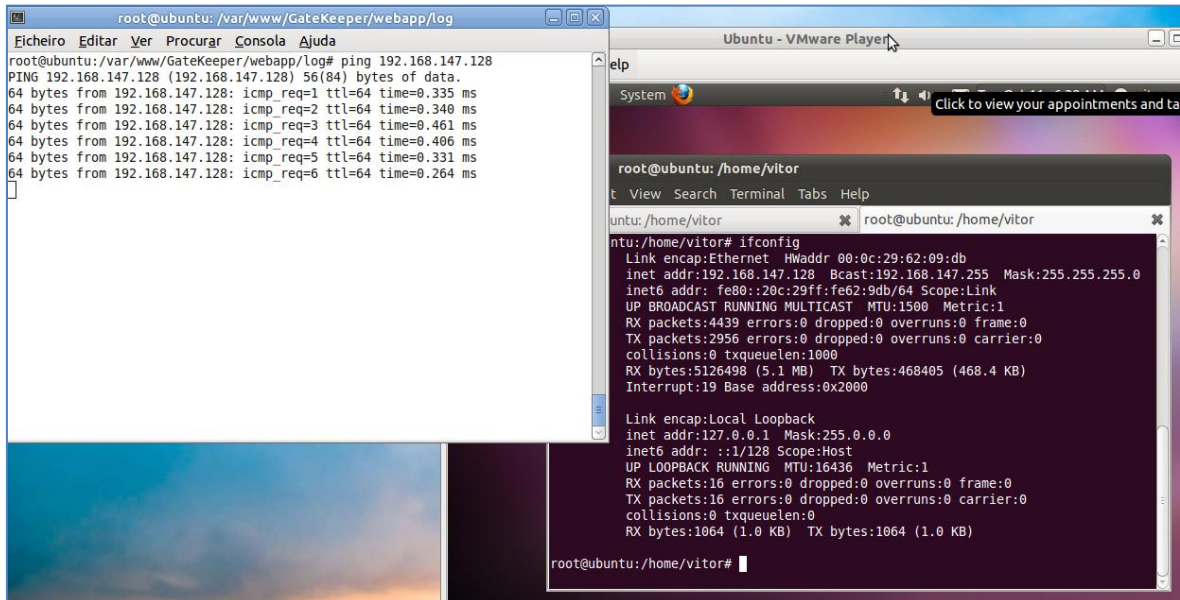 root@ubuntu: /var/www/GateKeeper/webapp/log
Ficheiro Editar Ver Procurar Consola Ajuda
root@ubuntu:/var/www/GateKeeper/webapp/log# ping 192.168.147.128
PING 192.168.147.128 (192.168.147.128) 56(84) bytes of data.
64 bytes from 192.168.147.128: icmp_req=1 ttl=64 time=0.335 ms
64 bytes from 192.168.147.128: icmp_req=2 ttl=64 time=0.340 ms
64 bytes from 192.168.147.128: icmp_req=3 ttl=64 time=0.461 ms
64 bytes from 192.168.147.128: icmp_req=4 ttl=64 time=0.406 ms
64 bytes from 192.168.147.128: icmp_req=5 ttl=64 time=0.331 ms
64 bytes from 192.168.147.128: icmp_req=6 ttl=64 time=0.264 ms
Ubuntu - VMware Player
elp
System
Click to view your appointments and ta
root@ubuntu: /home/vitor
t View Search Terminal Tabs Help
untu: /home/vitor root@ubuntu: /home/vitor
ntu:/home/vitor# ifconfig
Link encap:Ethernet HWaddr 00:0c:29:62:09:db
inet addr:192.168.147.128 Bcast:192.168.147.255 Mask:255.255.255.0
inet6 addr: fe80::20c:29ff:fe62:9db/64 Scope:Link
UP BROADCAST RUNNING MULTICAST MTU:1500 Metric:1
RX packets:4439 errors:0 dropped:0 overruns:0 frame:0
TX packets:2956 errors:0 dropped:0 overruns:0 carrier:0
collisions:0 txqueuelen:1000
RX bytes:5126498 (5.1 MB) TX bytes:468405 (468.4 KB)
Interrupt:19 Base address:0x2000
Link encap:Local Loopback
inet addr:127.0.0.1 Mask:255.0.0.0
inet6 addr: ::1/128 Scope:Host
UP LOOPBACK RUNNING MTU:16436 Metric:1
RX packets:16 errors:0 dropped:0 overruns:0 frame:0
TX packets:16 errors:0 dropped:0 overruns:0 carrier:0
collisions:0 txqueuelen:0
RX bytes:1064 (1.0 KB) TX bytes:1064 (1.0 KB)
root@ubuntu:/home/vitor#